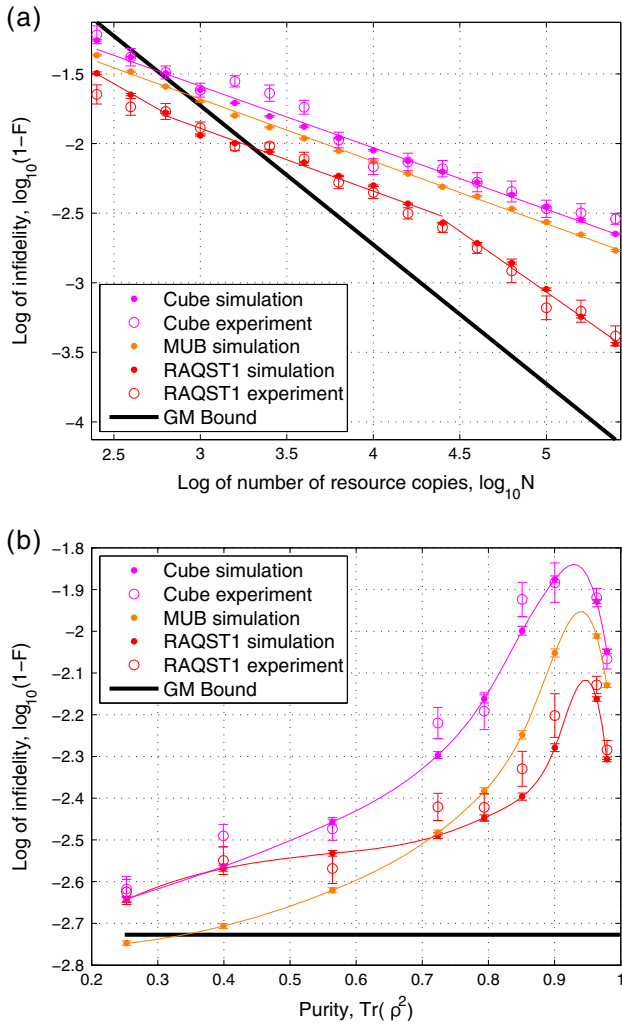 (a)
−1.5
−2
−2.5
−3
−3.5
−4
Log of infidelity, log10(1−F)
Cube simulation
Cube experiment
MUB simulation
RAQST1 simulation
RAQST1 experiment
GM Bound
2.5 3 3.5 4 4.5 5
Log of number of resource copies, log10N
(b)
−1.8
−1.9
−2
−2.1
−2.2
−2.3
−2.4
−2.5
−2.6
−2.7
−2.8
Log of infidelity, log10(1−F)
Cube simulation
Cube experiment
MUB simulation
RAQST1 simulation
RAQST1 experiment
GM Bound
0.2 0.3 0.4 0.5 0.6 0.7 0.8 0.9 1
Purity, Tr( ρ²)